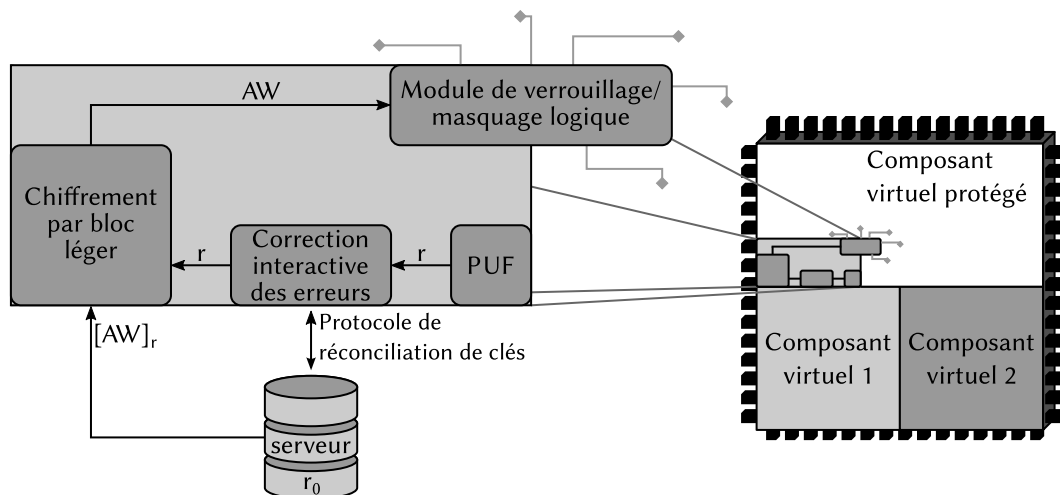 AW
Module de verrouillage/
masquage logique
Chiffrement
par bloc
léger
r
Correction
interactive
des erreurs
r
PUF
[AW]r
Protocole de
réconciliation de clés
serveur
r0
Composant
virtuel protégé
Composant
virtuel 1
Composant
virtuel 2